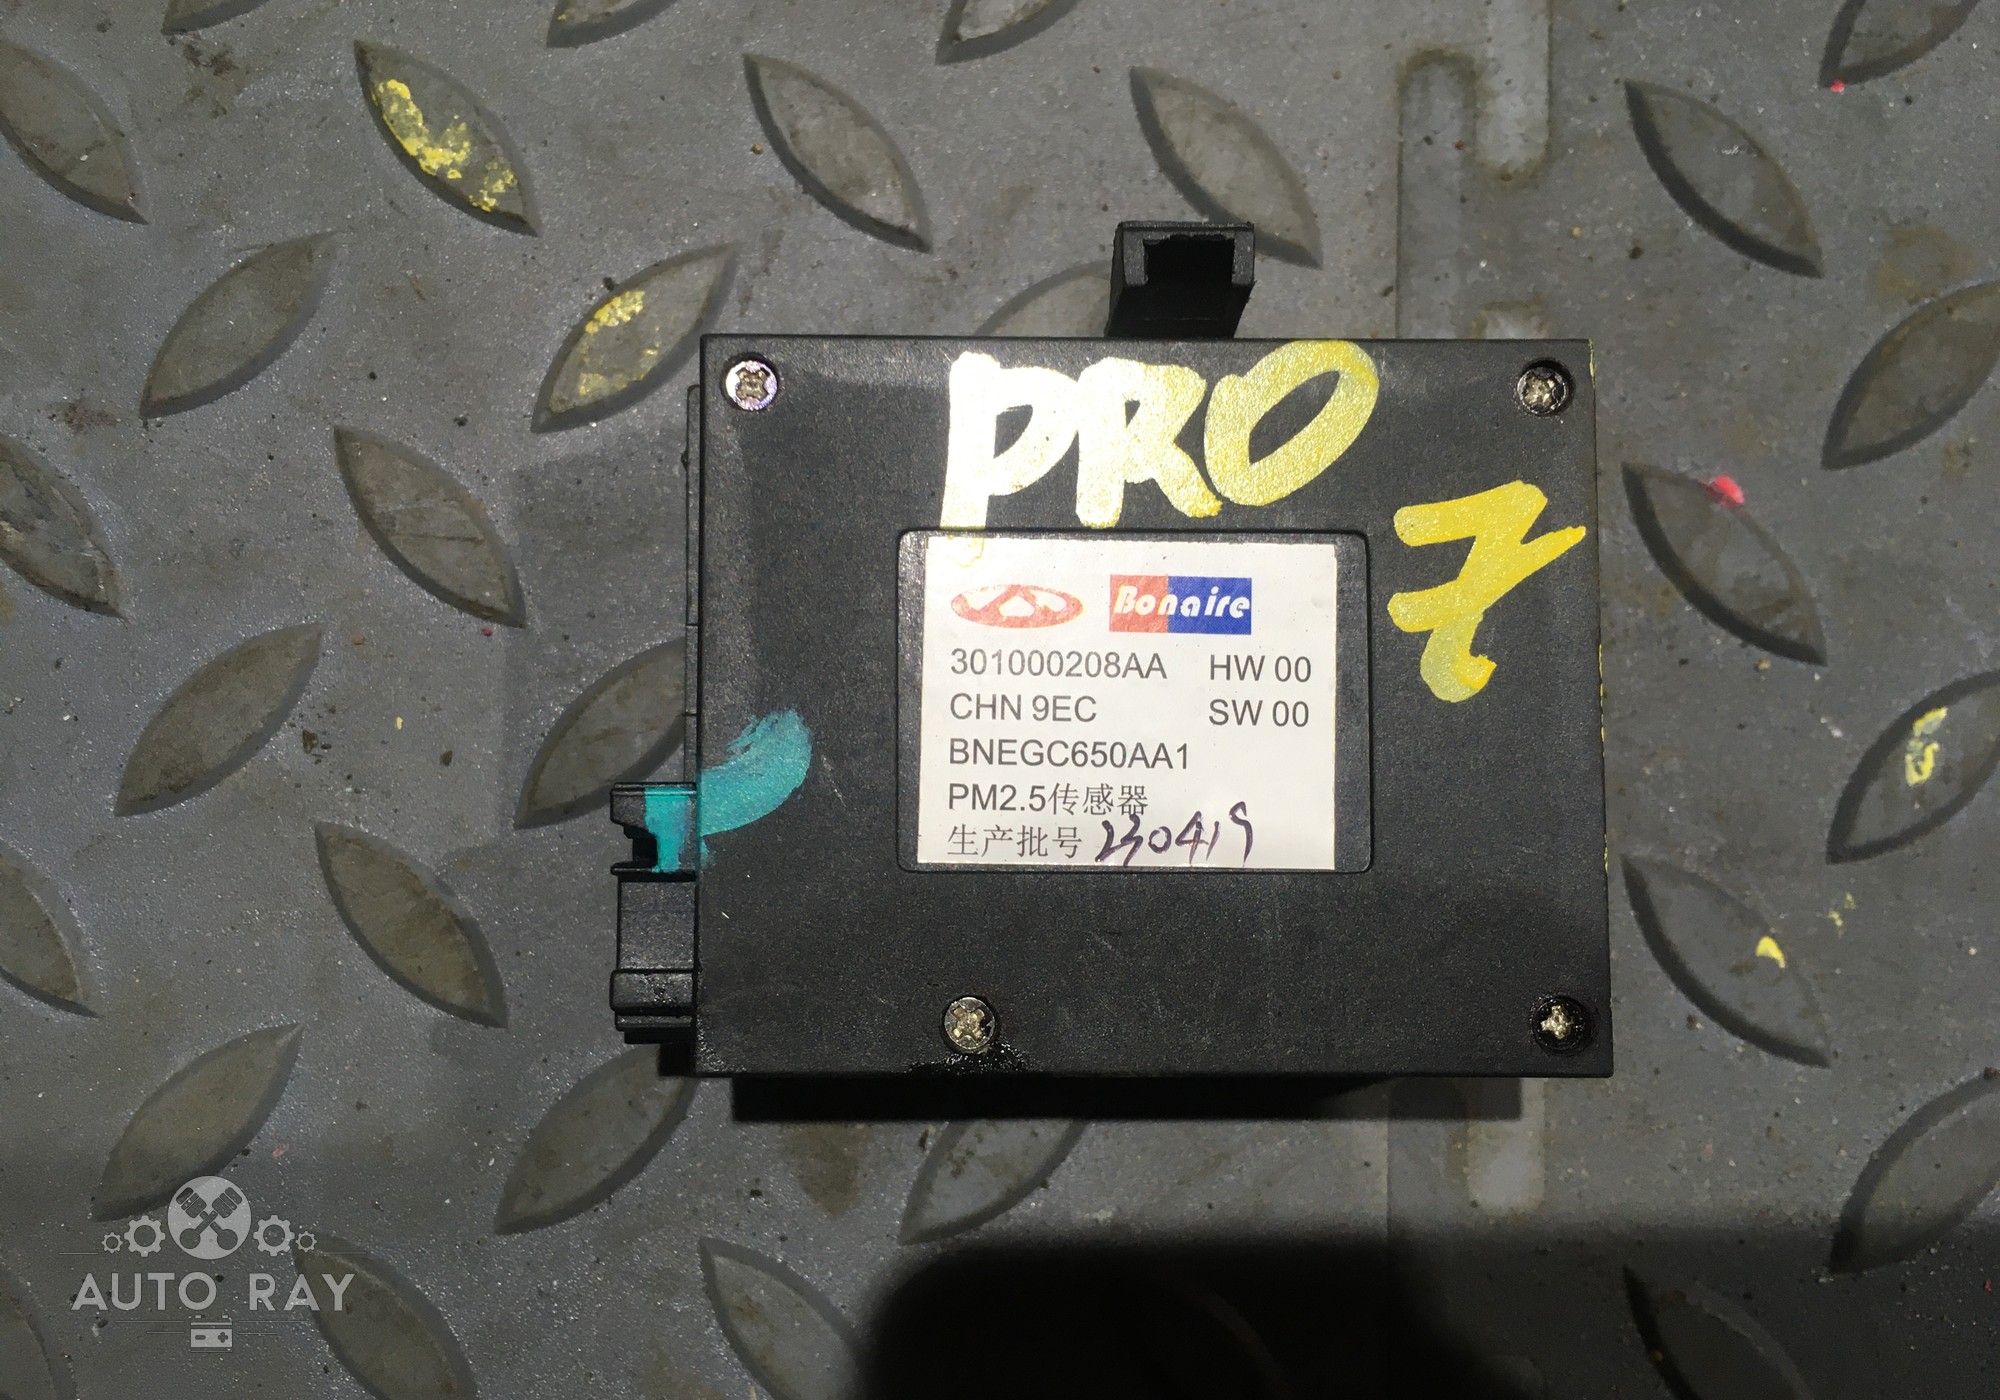 PRO
7
Bonaire
301000208AA HW 00
CHN 9EC SW 00
BNEGC650AA1
PM2.5传感器
生产批号 230419
AUTO RAY